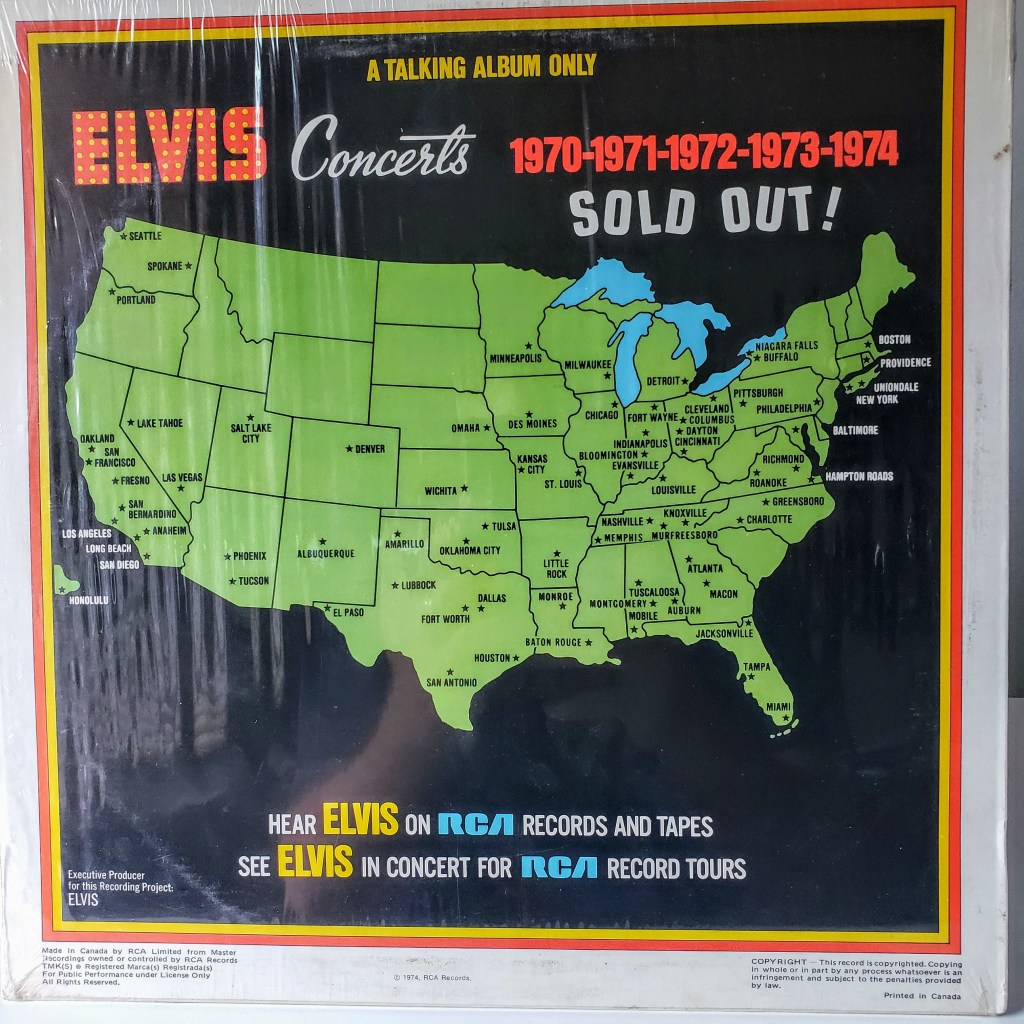 A TALKING ALBUM ONLY
ELVIS Concerts 1970-1971-1972-1973-1974
SOLD OUT!
SEATTLE
SPOKANE
PORTLAND
MINNEAPOLIS
MILWAUKEE
DETROIT
NIAGARA FALLS
BUFFALO
BOSTON
PROVIDENCE
UNIONDALE
NEW YORK
LAKE TAHOE
SALT LAKE
CITY
OAKLAND
SAN
FRANCISCO
DENVER
OMAHA
DES MOINES
CHICAGO
FORT WAYNE
CLEVELAND
COLUMBUS
PITTSBURGH
PHILADELPHIA
DAYTON
CINCINNATI
BALTIMORE
INDIANAPOLIS
BLOOMINGTON
EVANSVILLE
KANSAS
CITY
ST. LOUIS
LOUISVILLE
RICHMOND
ROANOKE
HAMPTON ROADS
FRESNO
LAS VEGAS
WICHITA
SAN
BERNARDINO
GREENSBORO
LOS ANGELES
ANAHEIM
LONG BEACH
SAN DIEGO
TULSA
NASHVILLE
KNOXVILLE
CHARLOTTE
MEMPHIS
MURFREESBORO
PHOENIX
ALBUQUERQUE
AMARILLO
OKLAHOMA CITY
LITTLE
ROCK
ATLANTA
TUCSON
LUBBOCK
TUSCALOOSA
MACON
HONOLULU
EL PASO
DALLAS
FORT WORTH
MONROE
MONTGOMERY
AUBURN
MOBILE
JACKSONVILLE
BATON ROUGE
HOUSTON
SAN ANTONIO
TAMPA
MIAMI
HEAR ELVIS ON RCA RECORDS AND TAPES
SEE ELVIS IN CONCERT FOR RCA RECORD TOURS
Executive Producer
for this Recording Project:
ELVIS
Made in Canada by RCA Limited from Master
Recordings owned or controlled by RCA Records
TMK(S) ® Registered Marca(s) Registrada(s)
For Public Performance under License Only
All Rights Reserved.
© 1974, RCA Records.
COPYRIGHT — This record is copyrighted. Copying
in whole or in part by any process whatsoever is an
infringement and subject to the penalties provided
by law.
Printed in Canada